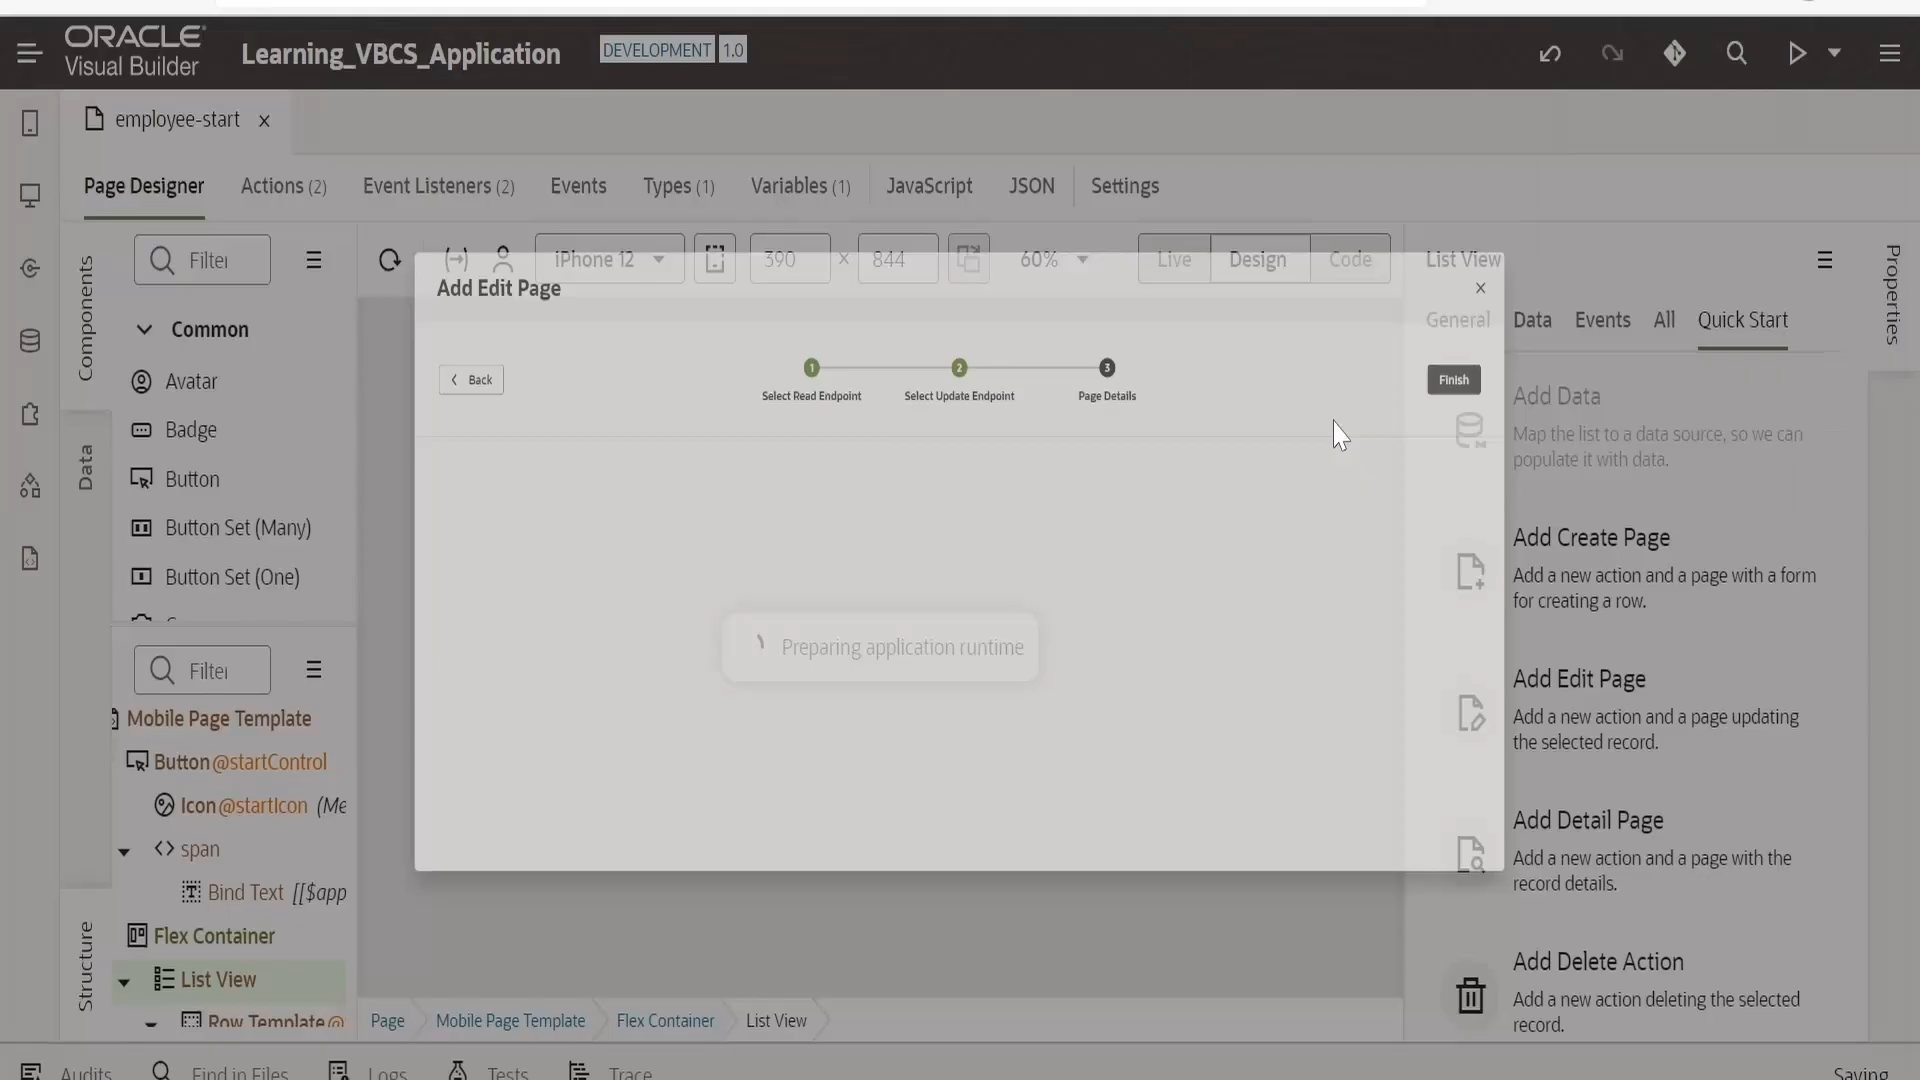 ORACLE
Visual Builder
Learning_VBCS_Application
DEVELOPMENT 1.0
employee-start
Page Designer
Actions (2)
Event Listeners (2)
Events
Types (1)
Variables (1)
JavaScript
JSON
Settings
Components
Data
Structure
Filter
Common
Avatar
Badge
Button
Button Set (Many)
Button Set (One)
Filter
Mobile Page Template
Button @startControl
Icon @startIcon (Me
span
Bind Text [[$app
Flex Container
List View
Row Template @
iPhone 12
390 × 844
60%
Live
Design
Code
Add Edit Page
Back
1
Select Read Endpoint
2
Select Update Endpoint
3
Page Details
Finish
Preparing application runtime
Page
Mobile Page Template
Flex Container
List View
List View
Properties
General
Data
Events
All
Quick Start
Add Data
Map the list to a data source, so we can
populate it with data.
Add Create Page
Add a new action and a page with a form
for creating a row.
Add Edit Page
Add a new action and a page updating
the selected record.
Add Detail Page
Add a new action and a page with the
record details.
Add Delete Action
Add a new action deleting the selected
record.
Audits
Find in Files
Logs
Tests
Trace
Saving